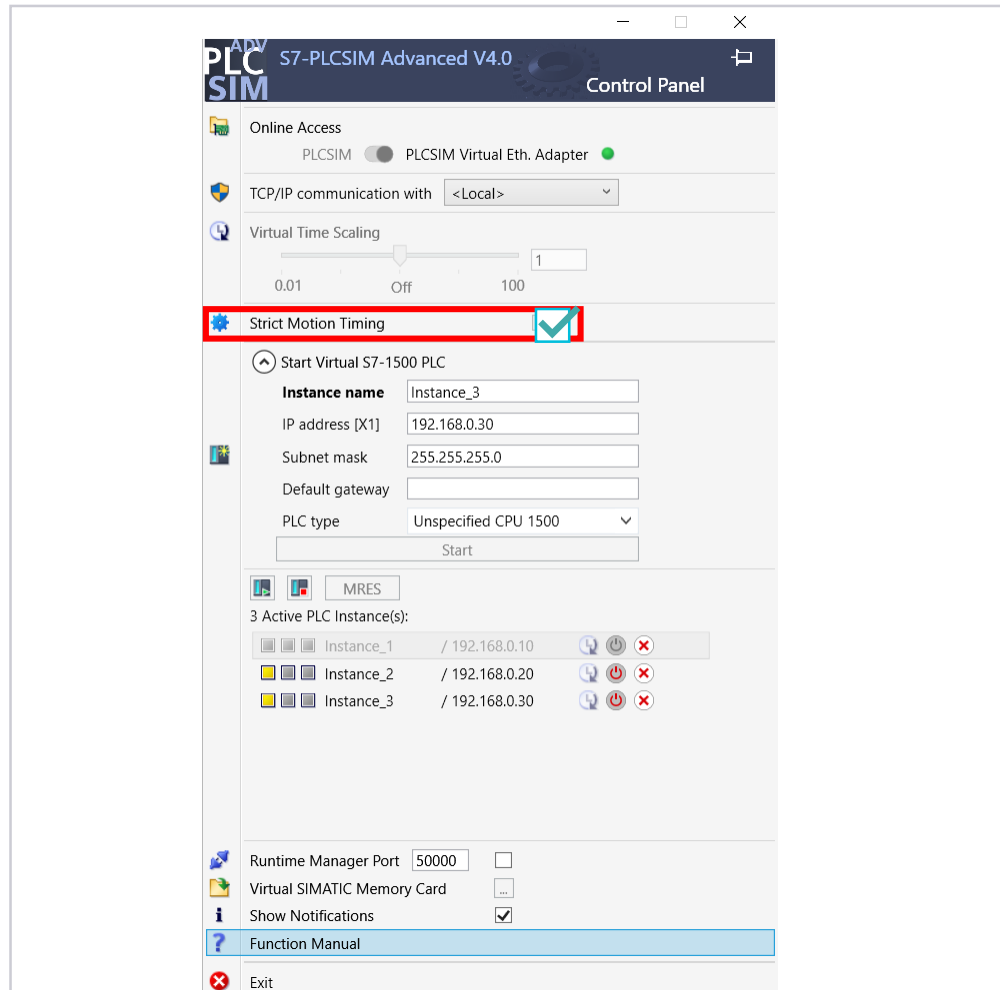 ADV
PLC
SIM
S7-PLCSIM Advanced V4.0
Control Panel
Online Access
PLCSIM PLCSIM Virtual Eth. Adapter
TCP/IP communication with <Local>
Virtual Time Scaling
1
0.01 Off 100
Strict Motion Timing
Start Virtual S7-1500 PLC
Instance name Instance_3
IP address [X1] 192.168.0.30
Subnet mask 255.255.255.0
Default gateway
PLC type Unspecified CPU 1500
Start
MRES
3 Active PLC Instance(s):
Instance_1 / 192.168.0.10
Instance_2 / 192.168.0.20
Instance_3 / 192.168.0.30
Runtime Manager Port 50000
Virtual SIMATIC Memory Card ...
Show Notifications
Function Manual
Exit